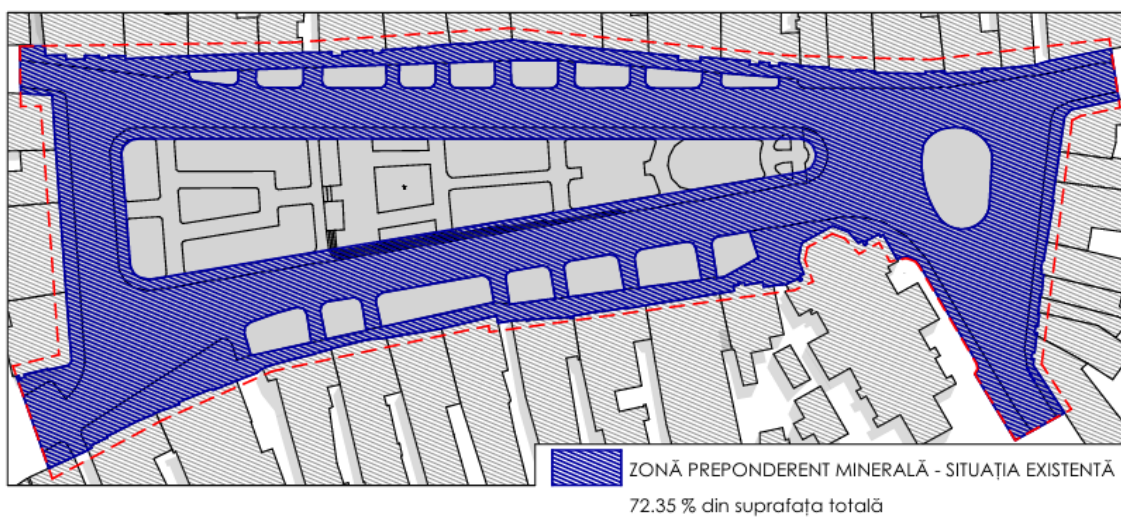 ZONĂ PREPONDERENT MINERALĂ - SITUAȚIA EXISTENTĂ
72.35 % din suprafața totală